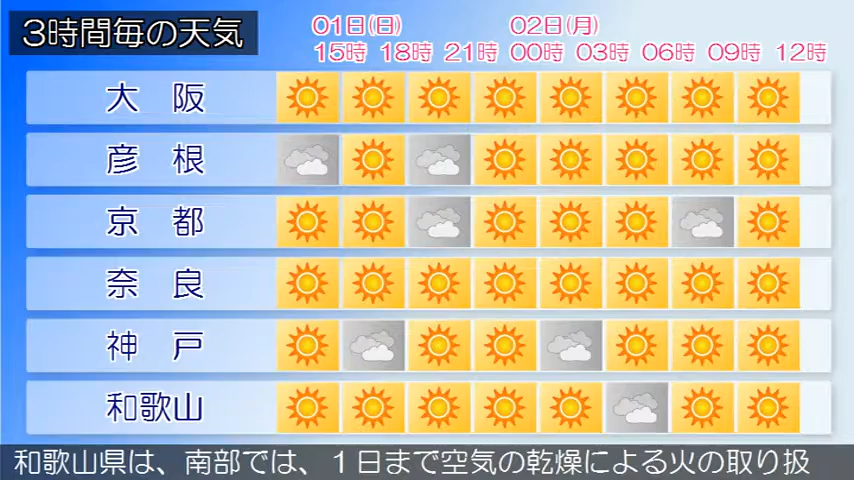 3時間毎の天気
01日(日) 02日(月)
15時 18時 21時 00時 03時 06時 09時 12時
大阪
彦根
京都
奈良
神戸
和歌山
和歌山県は、南部では、１日まで空気の乾燥による火の取り扱